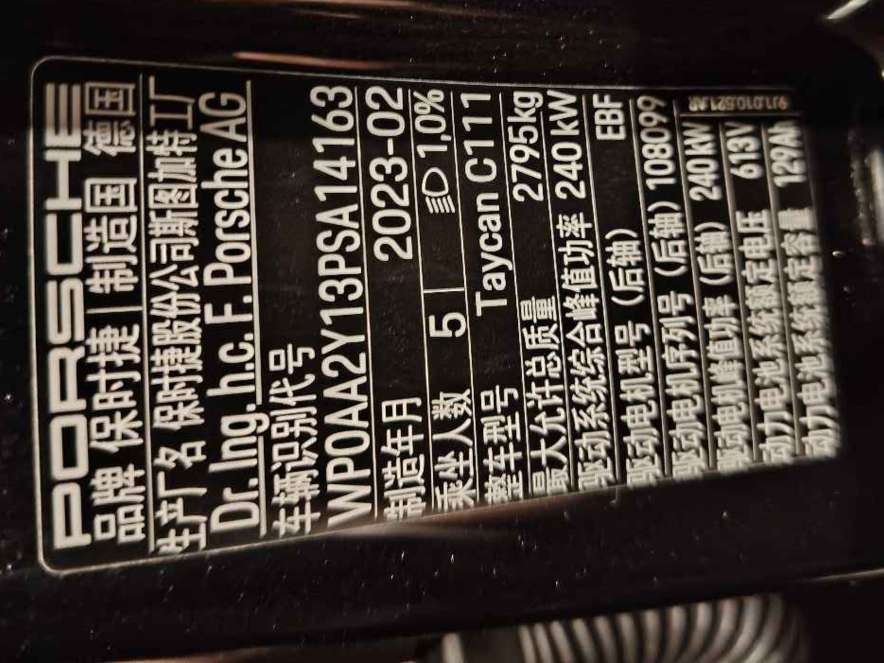 PORSCHE
品牌 保时捷 | 制造国 德国
生产厂名 保时捷股份公司斯图加特工厂
Dr. Ing. h.c. F. Porsche AG
车辆识别代号
WP0AA2Y13PSA14163
制造年月 2023-02
乘坐人数 5 1,0%
整车型号 Taycan C111
最大允许总质量 2795kg
驱动系统综合峰值功率 240 kW
驱动电机型号（后轴） EBF
驱动电机序列号（后轴）108099
驱动电机峰值功率（后轴） 240 kW
动力电池系统额定电压 613V
动力电池系统额定容量 129Ah